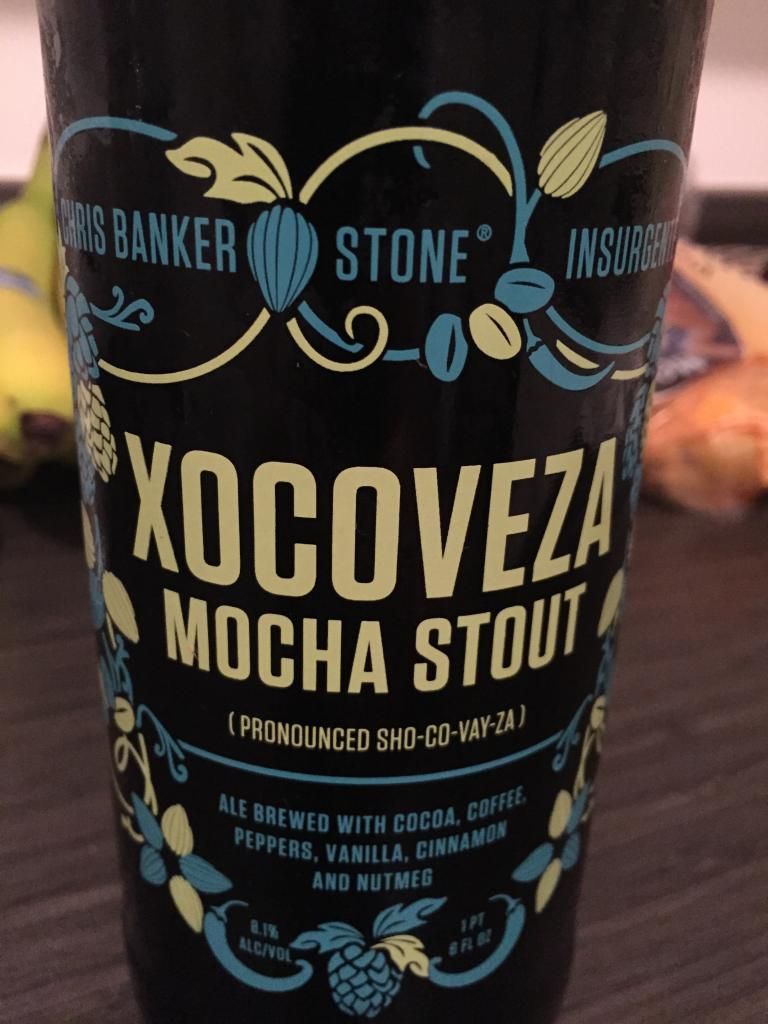 CHRIS BANKER STONE® INSURGENT
XOCOVEZA
MOCHA STOUT
( PRONOUNCED SHO-CO-VAY-ZA )
ALE BREWED WITH COCOA, COFFEE,
PEPPERS, VANILLA, CINNAMON
AND NUTMEG
8.1%
ALC/VOL
1 PT
6 FL OZ